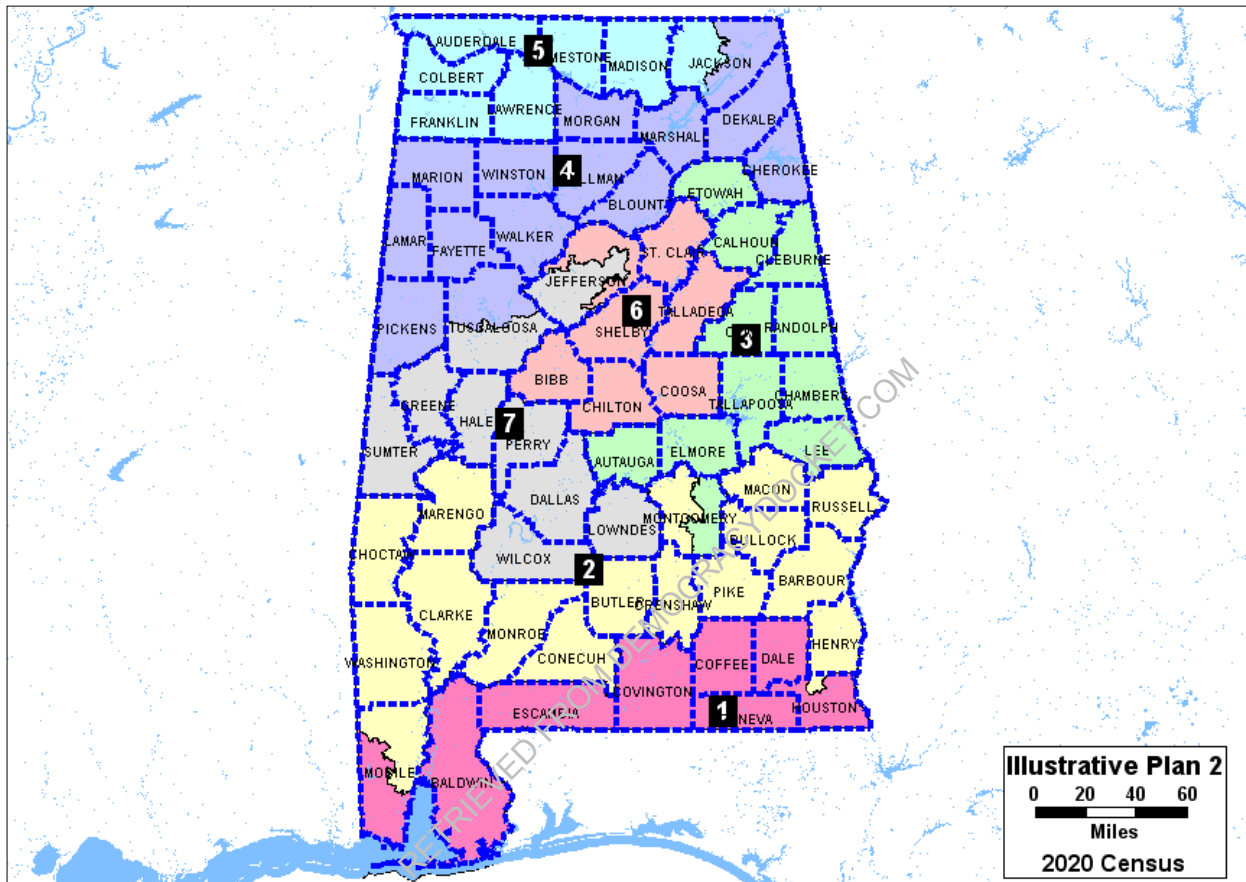 AUDERDALE
5
MESTONE
MADISON
JACKSON
COLBERT
LAWRENCE
FRANKLIN
MORGAN
MARSHALL
DEKALB
MARION
WINSTON
4
LLMAN
CHEROKEE
ETOWAH
BLOUNT
LAMAR
FAYETTE
WALKER
ST. CLAIR
CALHOUN
CLEBURNE
JEFFERSON
PICKENS
TUSCALOOSA
6
SHELBY
TALLADEGA
C
3
RANDOLPH
BIBB
CHILTON
COOSA
TALLAPOOSA
CHAMBERS
GREENE
HALE
7
PERRY
SUMTER
AUTAUGA
ELMORE
LEE
DALLAS
MACON
RUSSELL
MARENGO
LOWNDES
MONTGOMERY
BULLOCK
CHOCTAW
WILCOX
2
BARBOUR
CLARKE
BUTLER
CRENSHAW
PIKE
MONROE
CONECUH
HENRY
WASHINGTON
COFFEE
DALE
COVINGTON
ESCAMBIA
1
NEVA
HOUSTON
MOBILE
BALDWIN
RETRIEVED FROM DEMOCRACYDOCKET.COM
Illustrative Plan 2
0 20 40 60
Miles
2020 Census